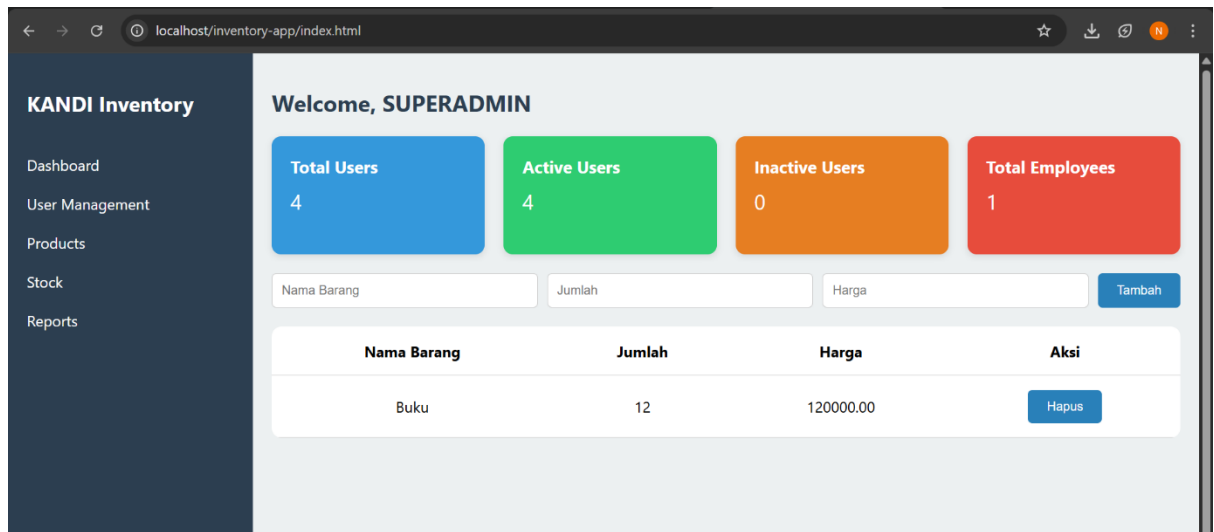 localhost/inventory-app/index.html
N
KANDI Inventory
Dashboard
User Management
Products
Stock
Reports
Welcome, SUPERADMIN
Total Users
4
Active Users
4
Inactive Users
0
Total Employees
1
Nama Barang
Jumlah
Harga
Tambah
Nama Barang Jumlah Harga Aksi
Buku 12 120000.00 Hapus